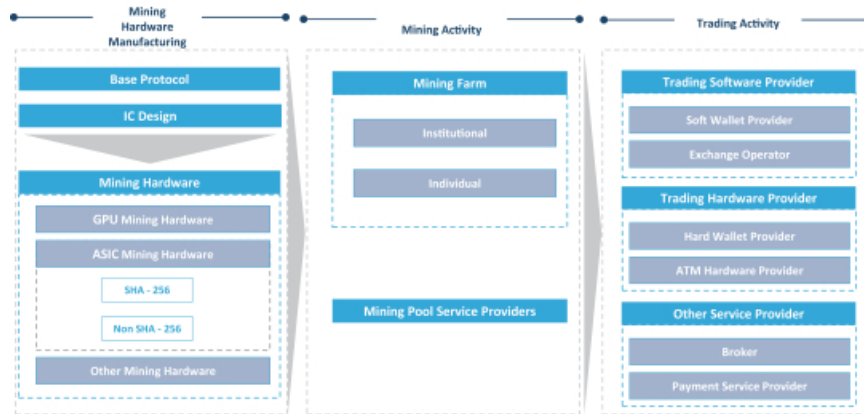 Mining
Hardware
Manufacturing
Base Protocol
IC Design
Mining Hardware
GPU Mining Hardware
ASIC Mining Hardware
SHA - 256
Non SHA - 256
Other Mining Hardware
Mining Activity
Mining Farm
Institutional
Individual
Mining Pool Service Providers
Trading Activity
Trading Software Provider
Soft Wallet Provider
Exchange Operator
Trading Hardware Provider
Hard Wallet Provider
ATM Hardware Provider
Other Service Provider
Broker
Payment Service Provider